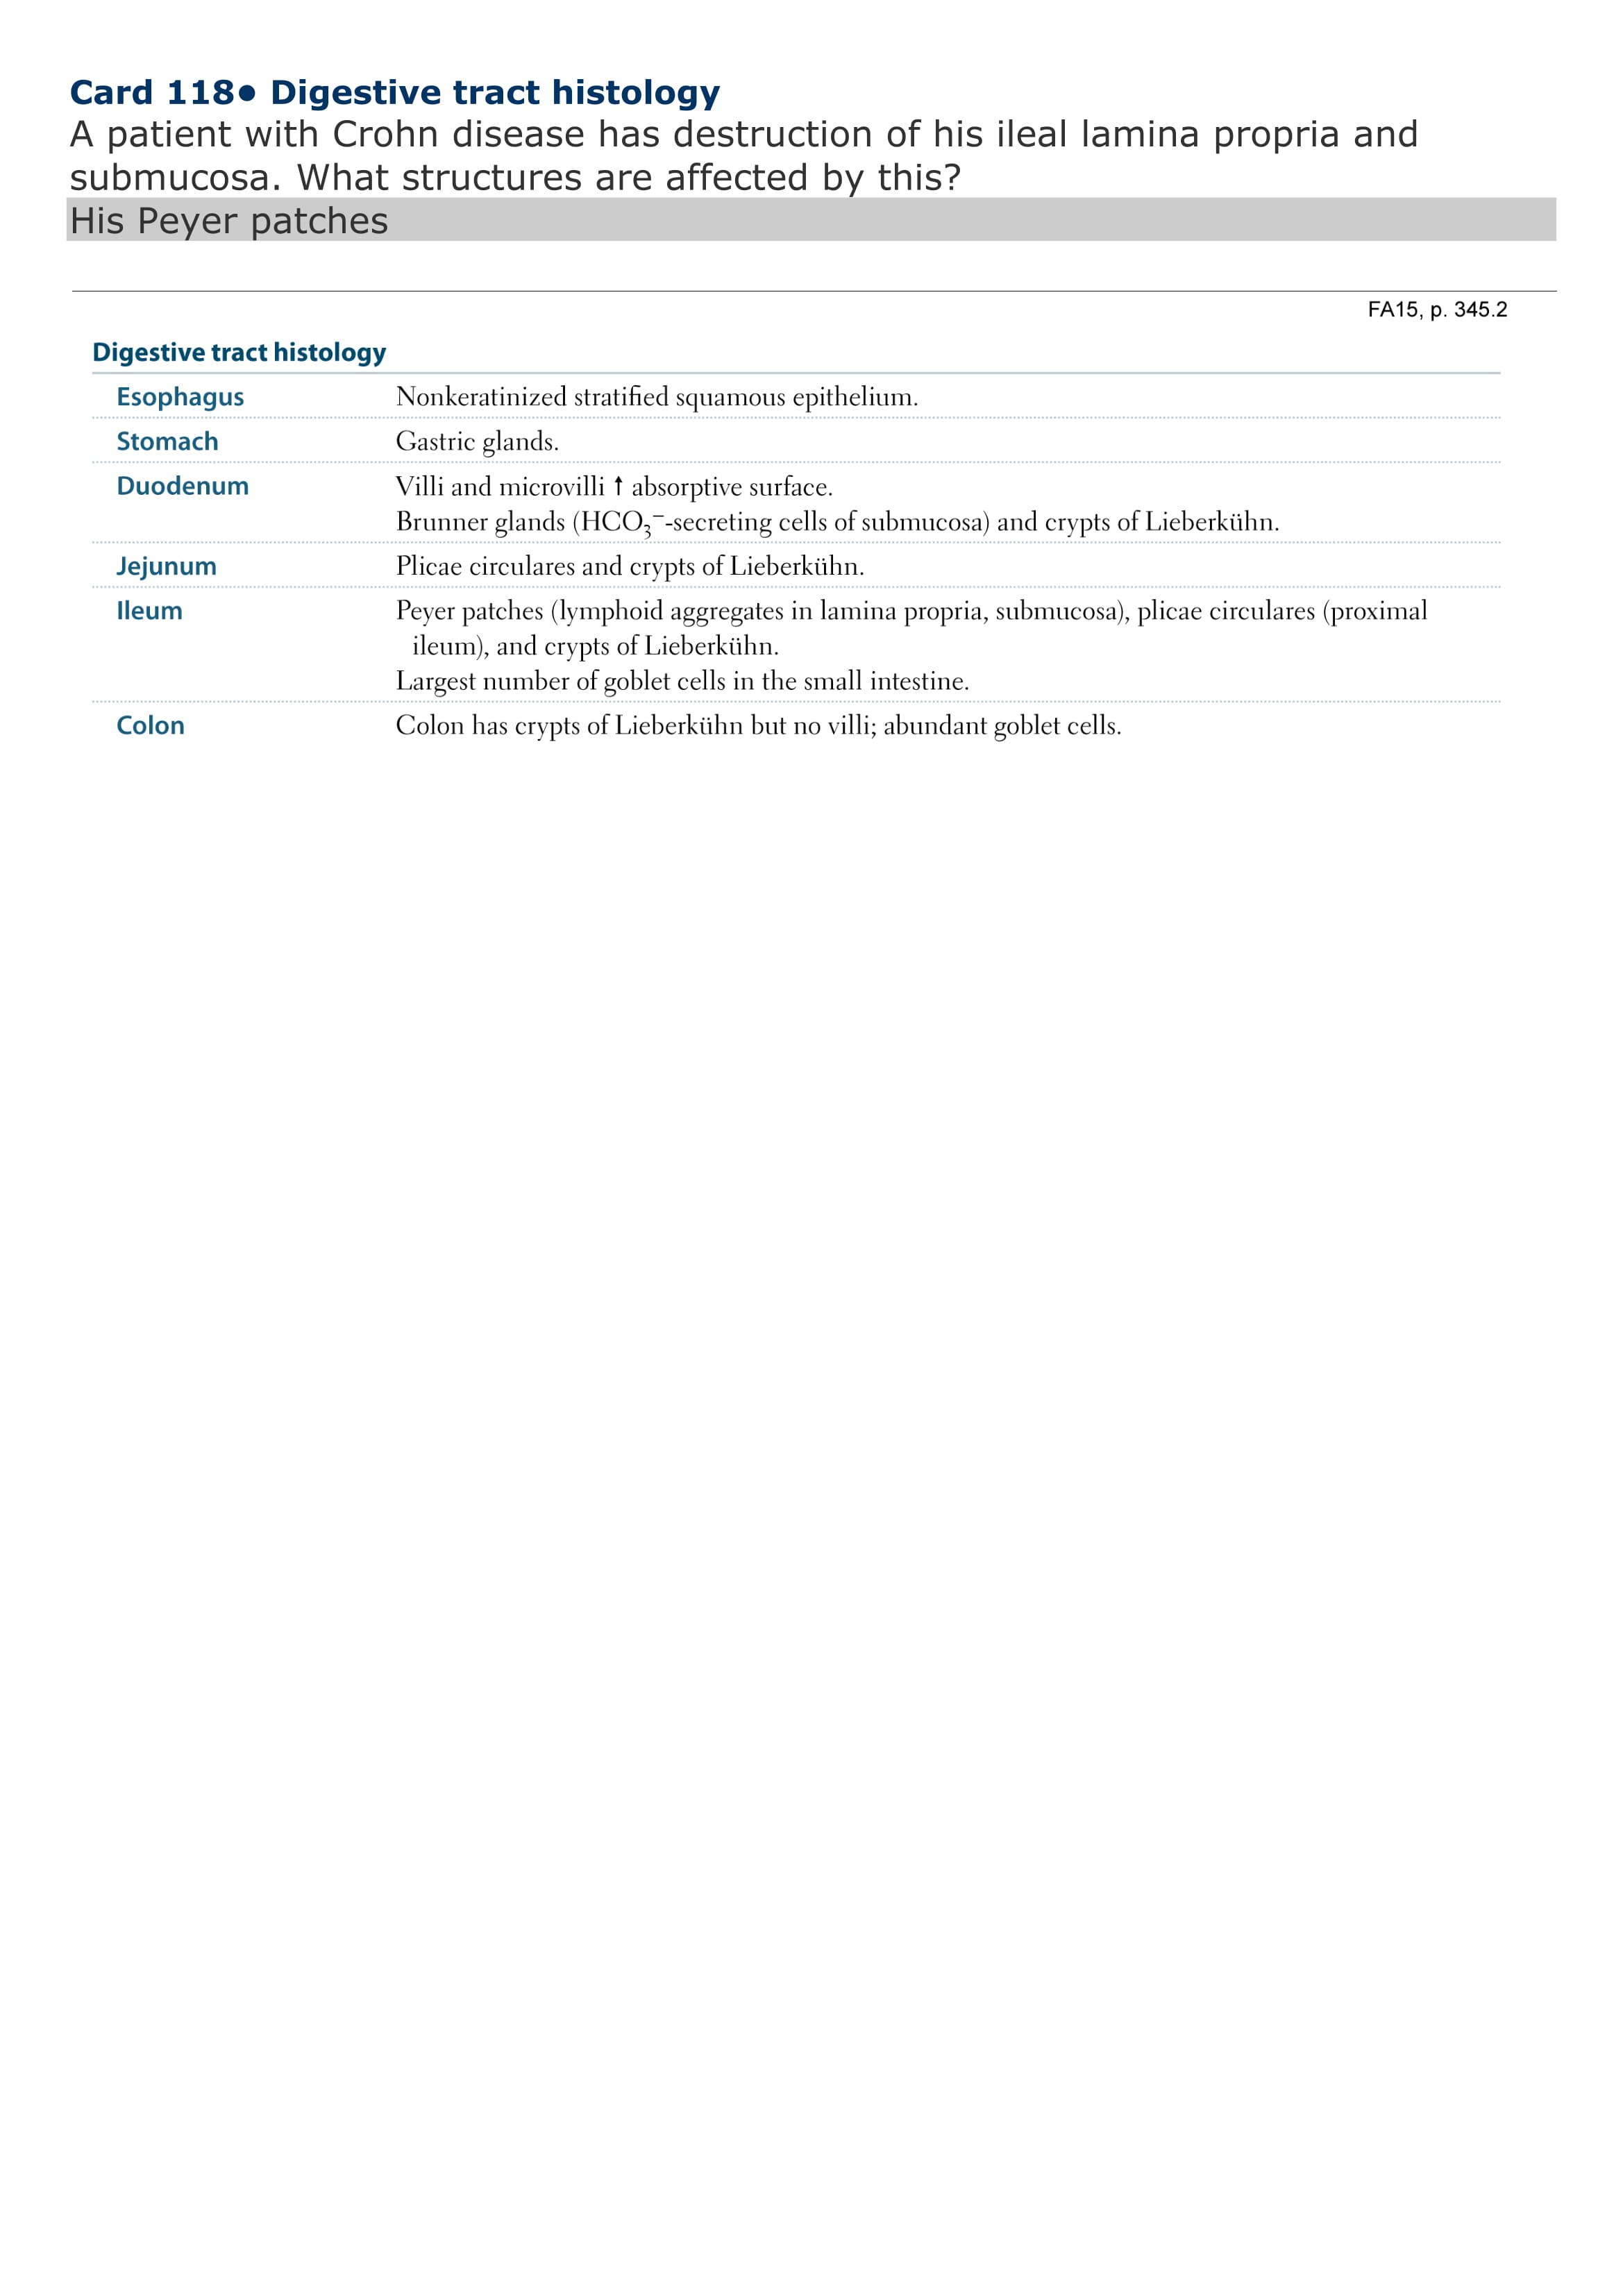 Card 118● Digestive tract histology
A patient with Crohn disease has destruction of his ileal lamina propria and
submucosa. What structures are affected by this?
His Peyer patches
FA15, p. 345.2
Digestive tract histology
Esophagus Nonkeratinized stratified squamous epithelium.
Stomach Gastric glands.
Duodenum Villi and microvilli ↑ absorptive surface.
Brunner glands (HCO₃⁻-secreting cells of submucosa) and crypts of Lieberkühn.
Jejunum Plicae circulares and crypts of Lieberkühn.
Ileum Peyer patches (lymphoid aggregates in lamina propria, submucosa), plicae circulares (proximal
ileum), and crypts of Lieberkühn.
Largest number of goblet cells in the small intestine.
Colon Colon has crypts of Lieberkühn but no villi; abundant goblet cells.